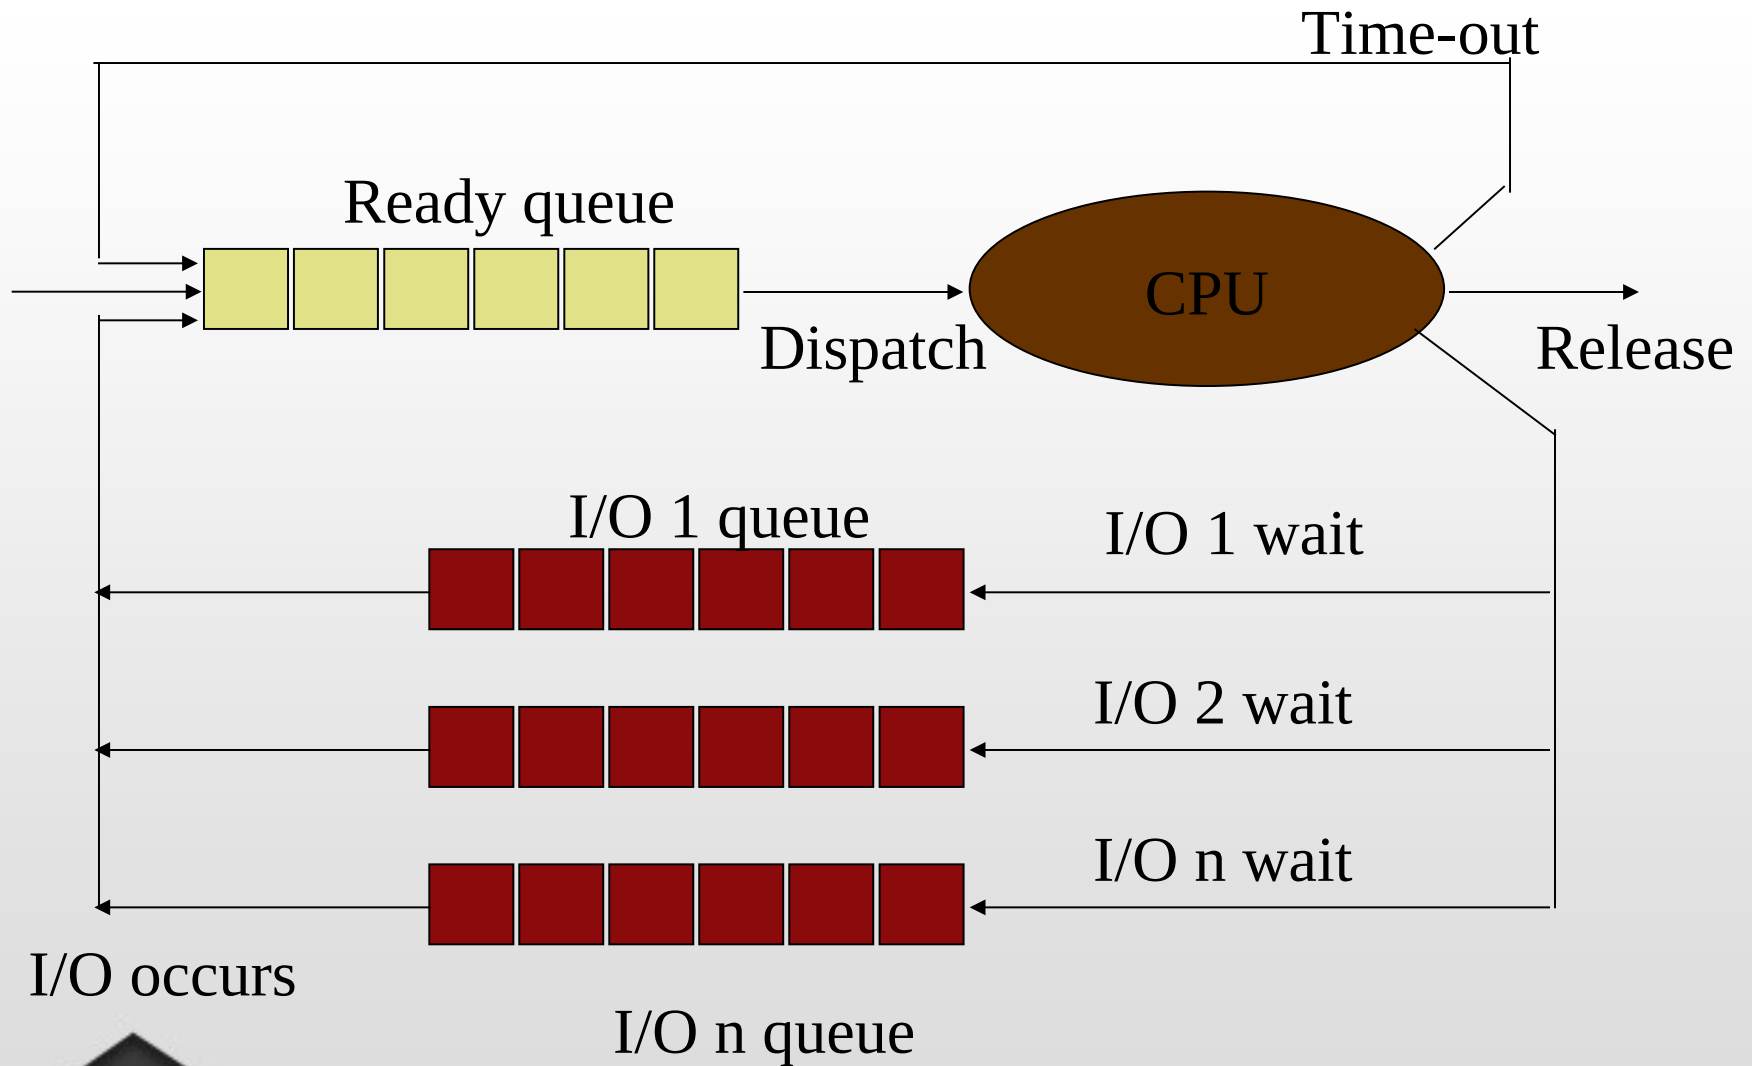 Time-out
Ready queue
CPU
Dispatch
Release
I/O 1 queue
I/O 1 wait
I/O 2 wait
I/O n wait
I/O occurs
I/O n queue